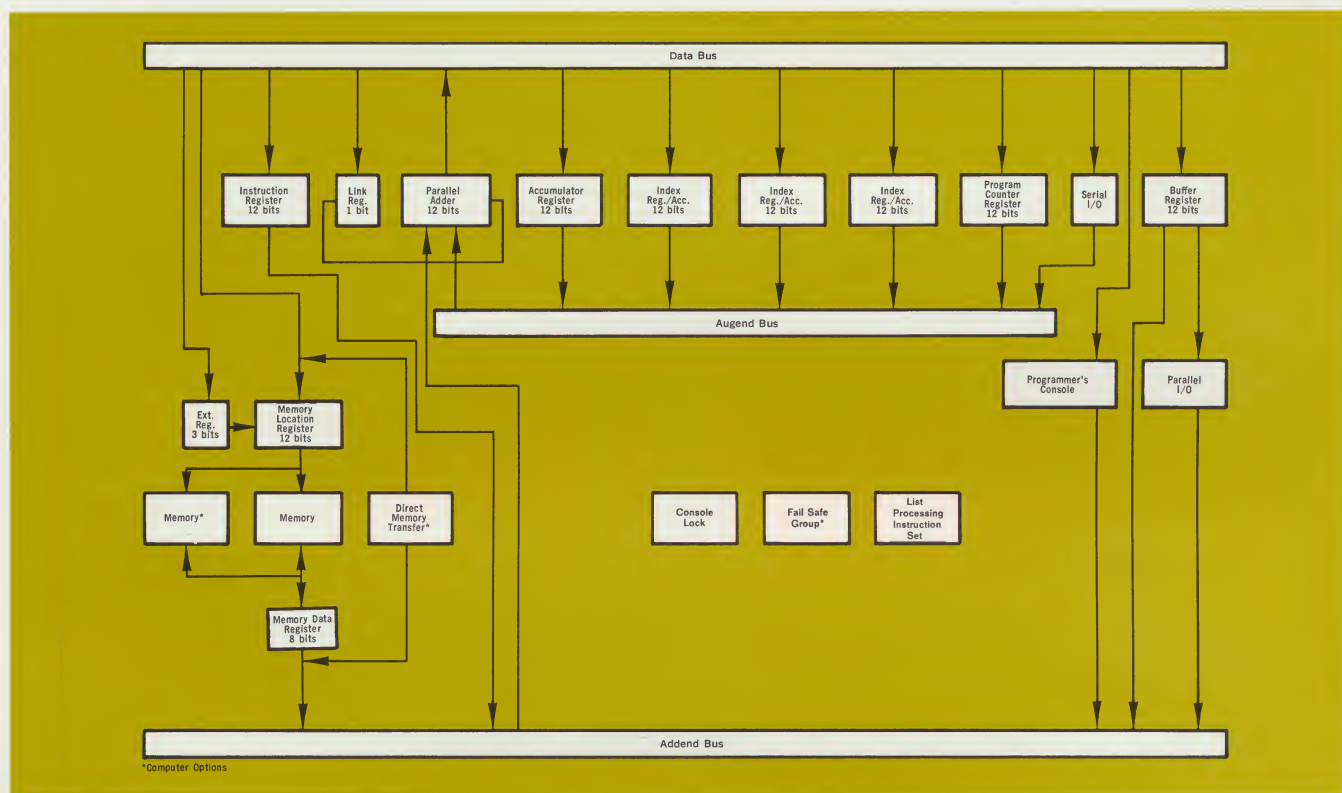 Data Bus
Instruction
Register
12 bits
Link
Reg.
1 bit
Parallel
Adder
12 bits
Accumulator
Register
12 bits
Index
Reg./Acc.
12 bits
Index
Reg./Acc.
12 bits
Index
Reg./Acc.
12 bits
Program
Counter
Register
12 bits
Serial
I/O
Buffer
Register
12 bits
Augend Bus
Programmer's
Console
Parallel
I/O
Ext.
Reg.
3 bits
Memory
Location
Register
12 bits
Memory*
Memory
Direct
Memory
Transfer*
Console
Lock
Fail Safe
Group*
List
Processing
Instruction
Set
Memory Data
Register
8 bits
Addend Bus
*Computer Options